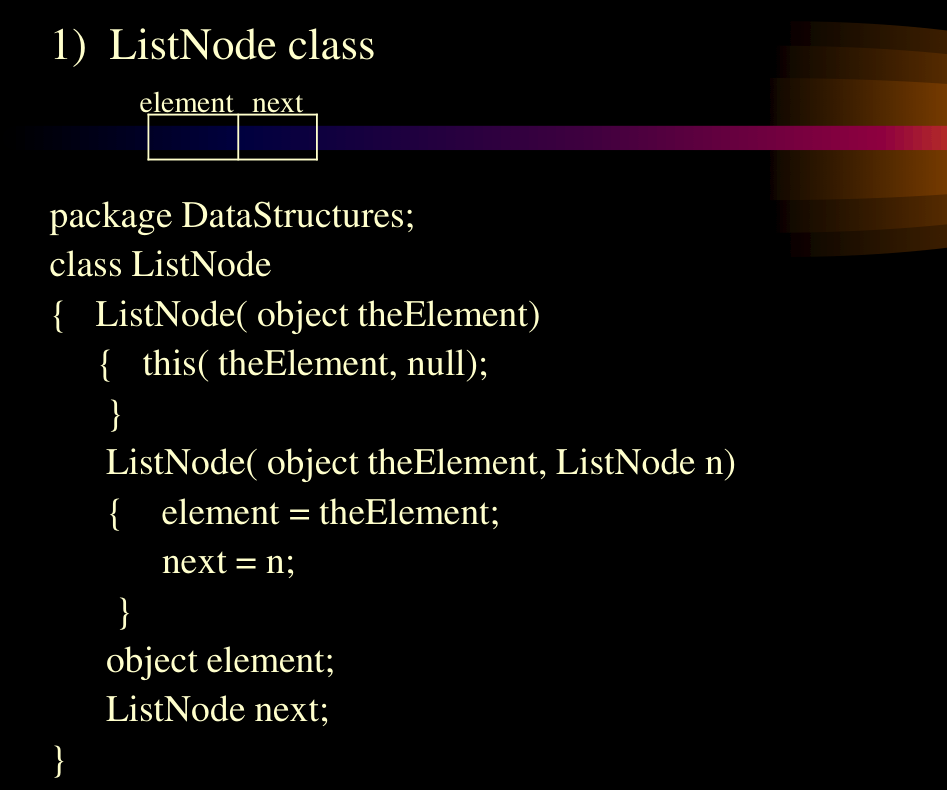 1) ListNode class
element next
package DataStructures;
class ListNode
{ ListNode( object theElement)
{ this( theElement, null);
}
ListNode( object theElement, ListNode n)
{ element = theElement;
next = n;
}
object element;
ListNode next;
}